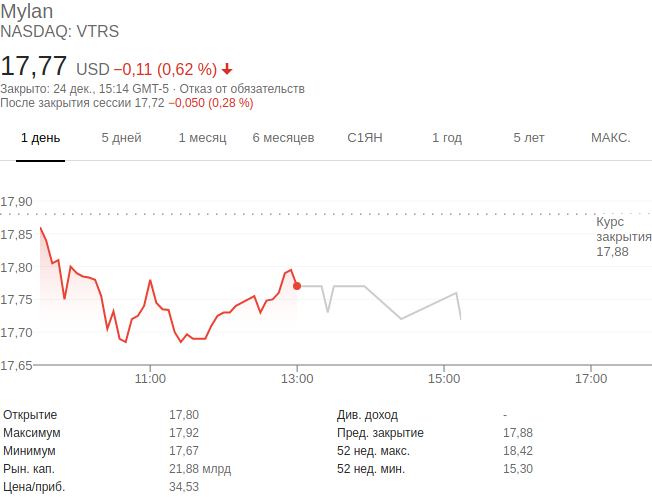 Mylan
NASDAQ: VTRS
17,77 USD −0,11 (0,62 %)
Закрыто: 24 дек., 15:14 GMT-5 · Отказ от обязательств
После закрытия сессии 17,72 −0,050 (0,28 %)
1 день 5 дней 1 месяц 6 месяцев С1ЯН 1 год 5 лет МАКС.
17,90
17,85
17,80
17,75
17,70
17,65
Курс
закрытия
17,88
11:00 13:00 15:00 17:00
Открытие 17,80 Див. доход -
Максимум 17,92 Пред. закрытие 17,88
Минимум 17,67 52 нед. макс. 18,42
Рын. кап. 21,88 млрд 52 нед. мин. 15,30
Цена/приб. 34,53